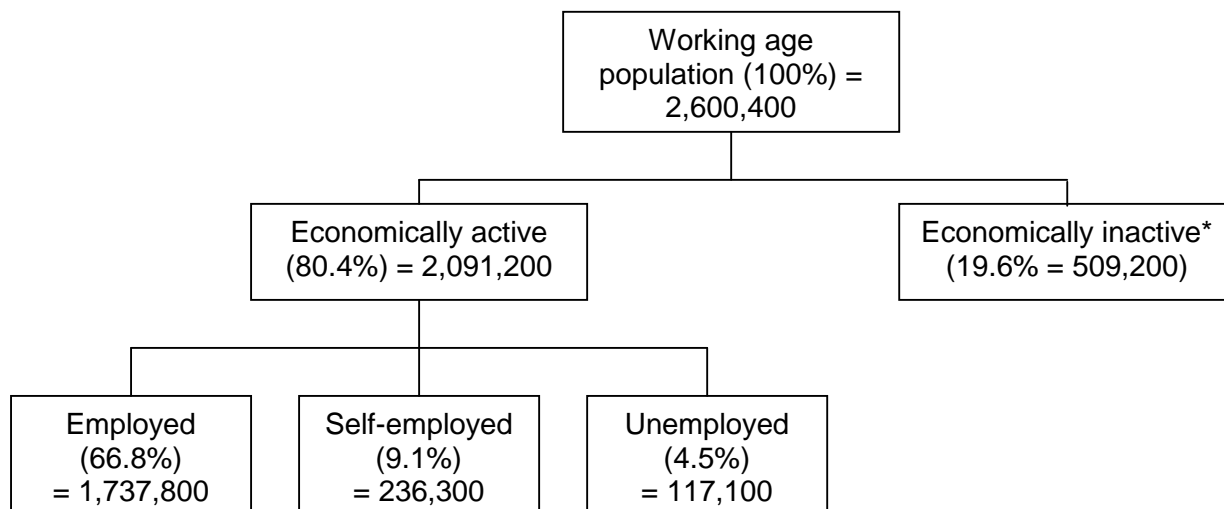 Working age
population (100%) =
2,600,400
Economically active
(80.4%) = 2,091,200
Economically inactive*
(19.6% = 509,200)
Employed
(66.8%)
= 1,737,800
Self-employed
(9.1%)
= 236,300
Unemployed
(4.5%)
= 117,100